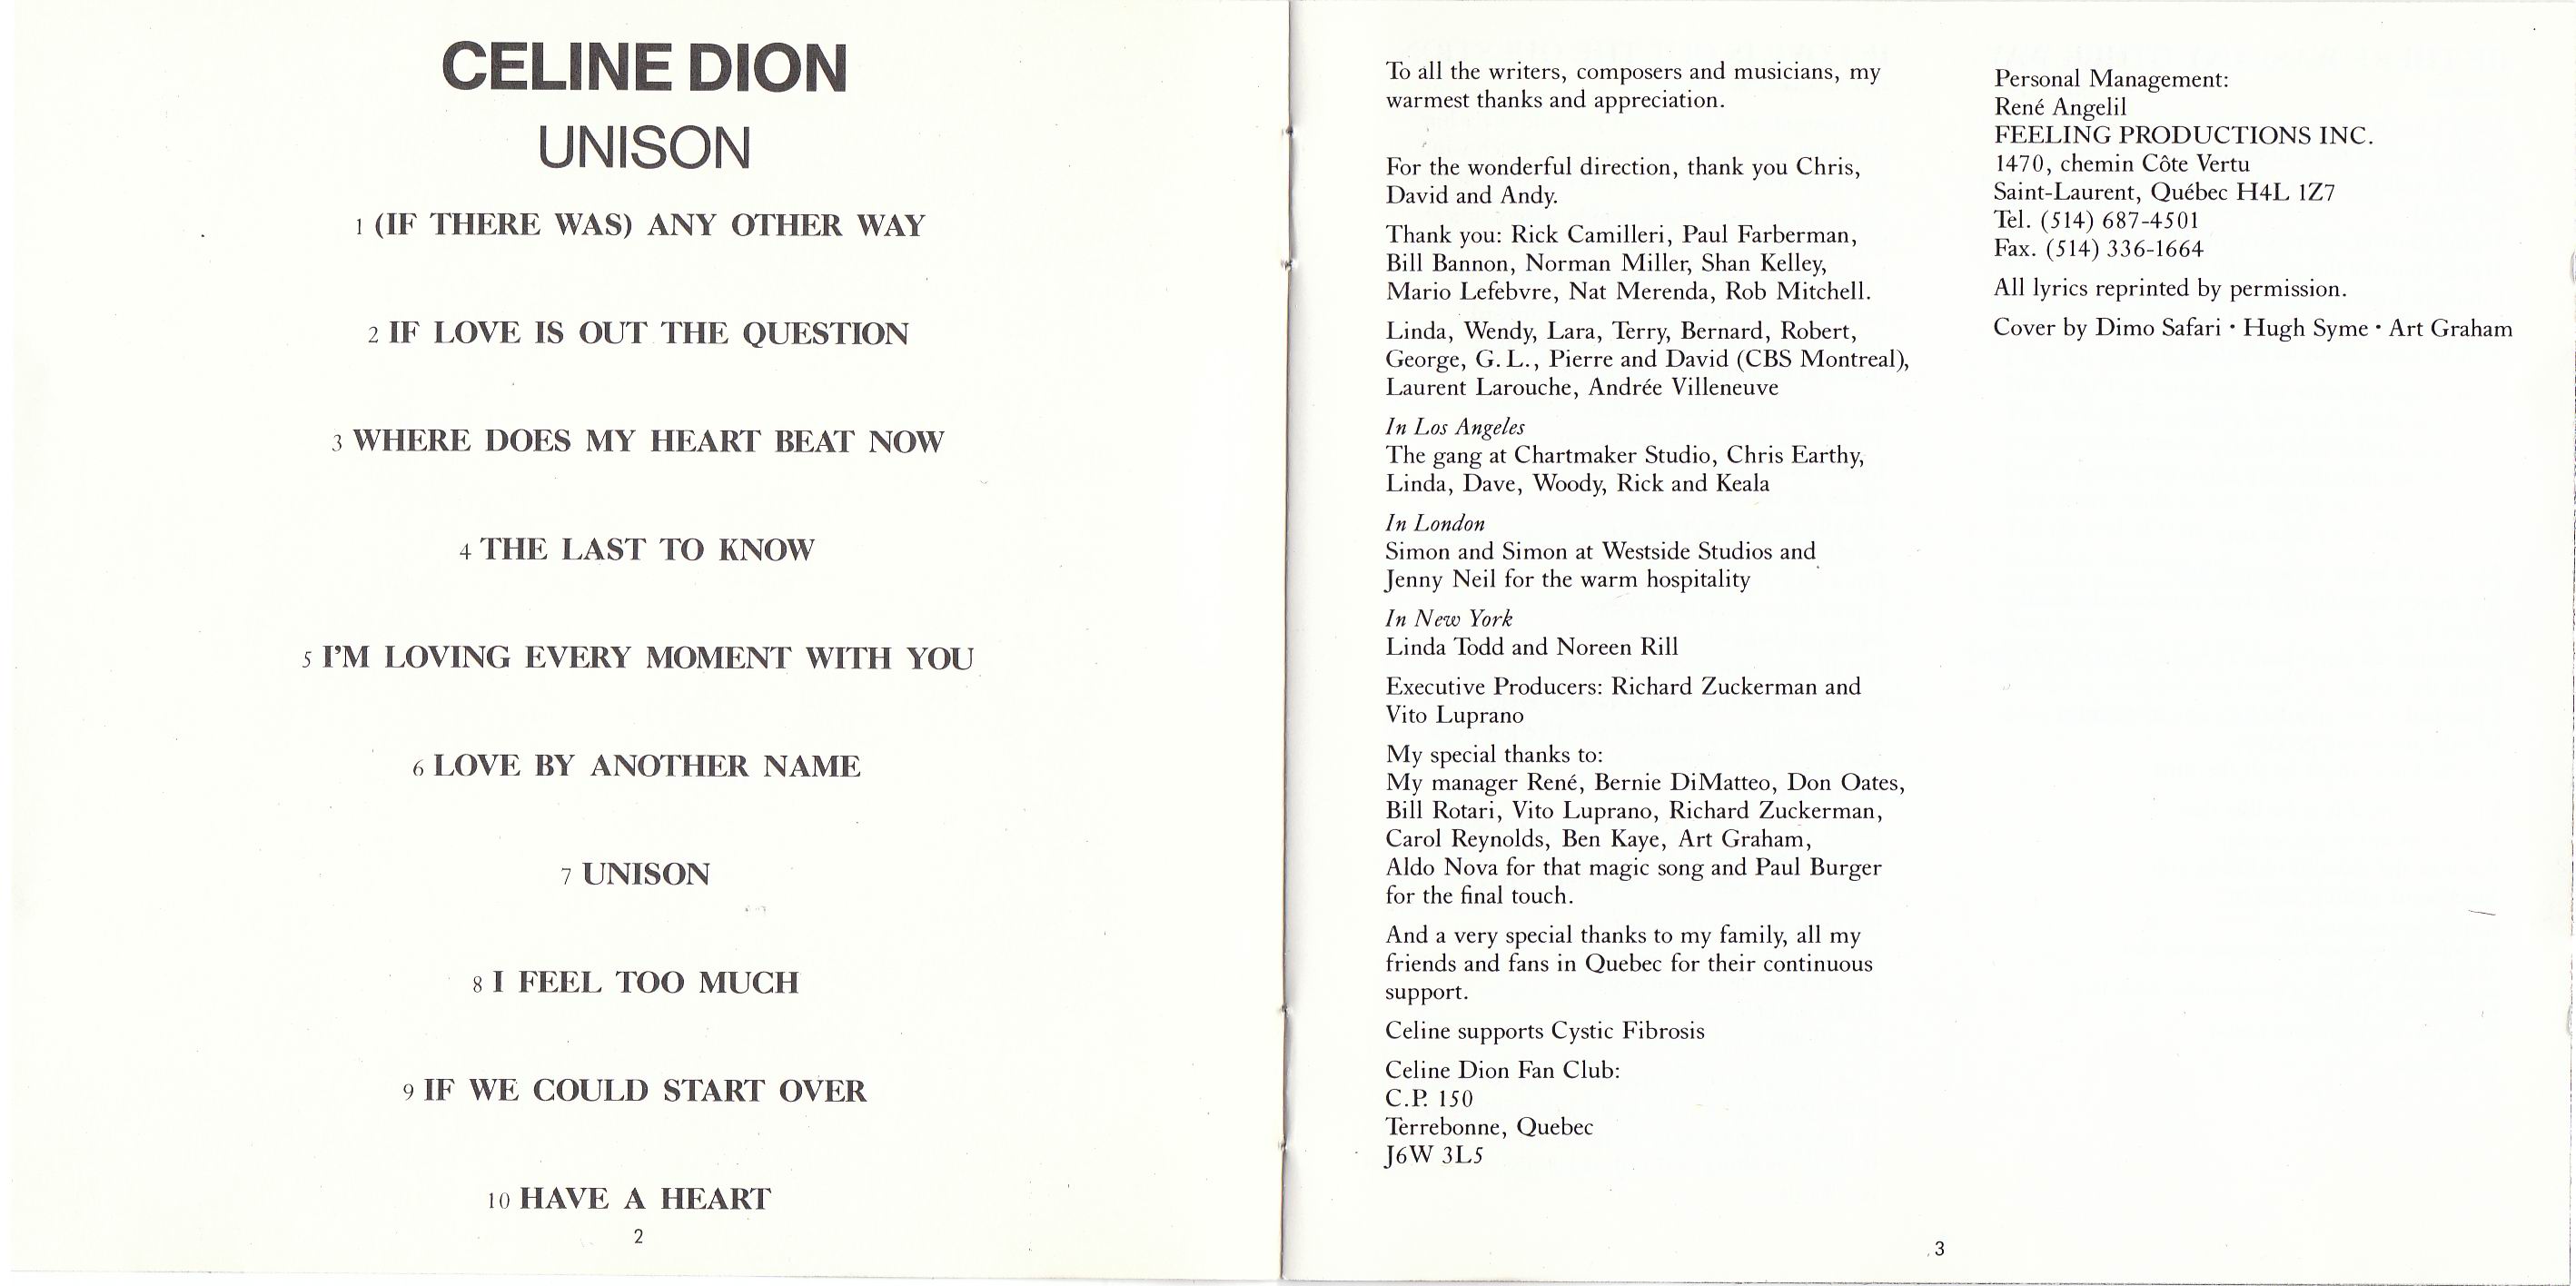 CELINE DION
UNISON
1 (IF THERE WAS) ANY OTHER WAY
2 IF LOVE IS OUT THE QUESTION
3 WHERE DOES MY HEART BEAT NOW
4 THE LAST TO KNOW
5 I'M LOVING EVERY MOMENT WITH YOU
6 LOVE BY ANOTHER NAME
7 UNISON
8 I FEEL TOO MUCH
9 IF WE COULD START OVER
10 HAVE A HEART
2
To all the writers, composers and musicians, my
warmest thanks and appreciation.
For the wonderful direction, thank you Chris,
David and Andy.
Thank you: Rick Camilleri, Paul Farberman,
Bill Bannon, Norman Miller, Shan Kelley,
Mario Lefebvre, Nat Merenda, Rob Mitchell.
Linda, Wendy, Lara, Terry, Bernard, Robert,
George, G. L., Pierre and David (CBS Montreal),
Laurent Larouche, Andrée Villeneuve
In Los Angeles
The gang at Chartmaker Studio, Chris Earthy,
Linda, Dave, Woody, Rick and Keala
In London
Simon and Simon at Westside Studios and
Jenny Neil for the warm hospitality
In New York
Linda Todd and Noreen Rill
Executive Producers: Richard Zuckerman and
Vito Luprano
My special thanks to:
My manager René, Bernie DiMatteo, Don Oates,
Bill Rotari, Vito Luprano, Richard Zuckerman,
Carol Reynolds, Ben Kaye, Art Graham,
Aldo Nova for that magic song and Paul Burger
for the final touch.
And a very special thanks to my family, all my
friends and fans in Quebec for their continuous
support.
Celine supports Cystic Fibrosis
Celine Dion Fan Club:
C.P. 150
Terrebonne, Quebec
J6W 3L5
Personal Management:
René Angelil
FEELING PRODUCTIONS INC.
1470, chemin Côte Vertu
Saint-Laurent, Québec H4L 1Z7
Tel. (514) 687-4501
Fax. (514) 336-1664
All lyrics reprinted by permission.
Cover by Dimo Safari • Hugh Syme • Art Graham
3